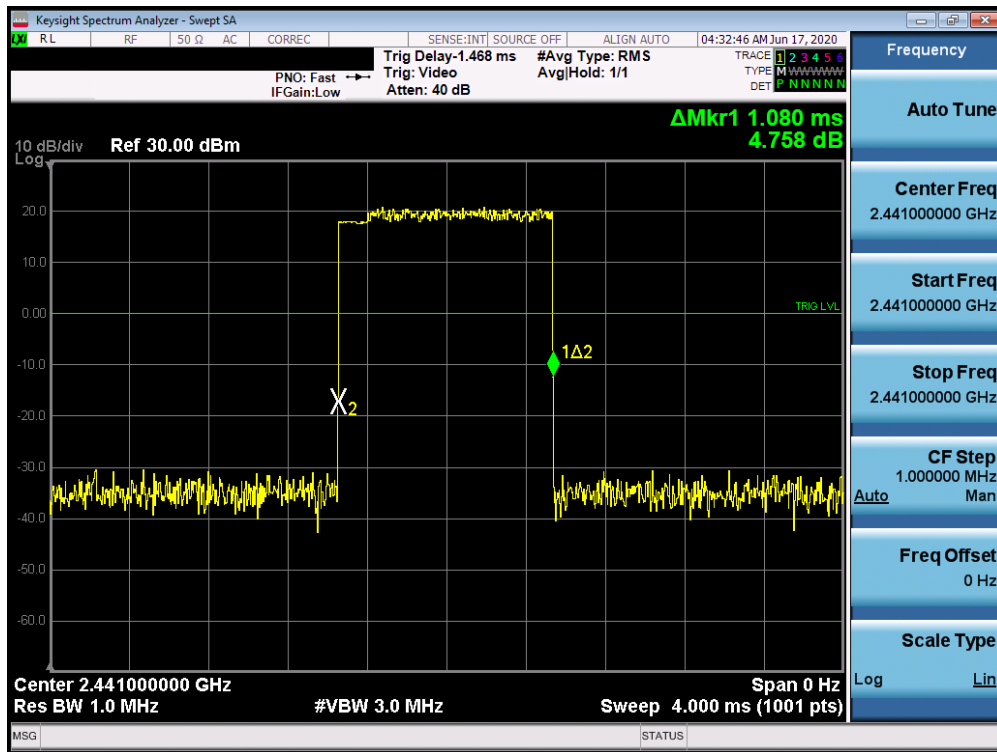 Keysight Spectrum Analyzer - Swept SA
LXI RL RF 50 Ω AC CORREC SENSE:INT SOURCE OFF ALIGN AUTO 04:32:46 AM Jun 17, 2020
Trig Delay-1.468 ms #Avg Type: RMS TRACE 1 2 3 4 5 6
PNO: Fast Trig: Video Avg|Hold: 1/1 TYPE M WWWWW
IFGain:Low Atten: 40 dB DET P N N N N N
ΔMkr1 1.080 ms
4.758 dB
10 dB/div Ref 30.00 dBm
Log
20.0
10.0
0.00
TRIG LVL
-10.0
1Δ2
-20.0
X2
-30.0
-40.0
-50.0
-60.0
Center 2.441000000 GHz Span 0 Hz
Res BW 1.0 MHz #VBW 3.0 MHz Sweep 4.000 ms (1001 pts)
MSG STATUS
Frequency
Auto Tune
Center Freq
2.441000000 GHz
Start Freq
2.441000000 GHz
Stop Freq
2.441000000 GHz
CF Step
1.000000 MHz
Auto Man
Freq Offset
0 Hz
Scale Type
Log Lin